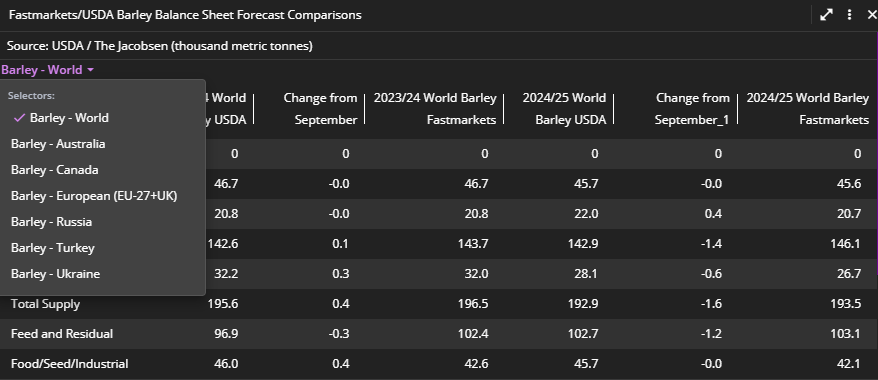 Fastmarkets/USDA Barley Balance Sheet Forecast Comparisons
Source: USDA / The Jacobsen (thousand metric tonnes)
Barley - World
Selectors:
Barley - World
Barley - Australia
Barley - Canada
Barley - European (EU-27+UK)
Barley - Russia
Barley - Turkey
Barley - Ukraine
4 World Change from 2023/24 World Barley 2024/25 World Change from 2024/25 World Barley
y USDA September Fastmarkets Barley USDA September_1 Fastmarkets
0 0 0 0 0 0
46.7 -0.0 46.7 45.7 -0.0 45.6
20.8 -0.0 20.8 22.0 0.4 20.7
142.6 0.1 143.7 142.9 -1.4 146.1
32.2 0.3 32.0 28.1 -0.6 26.7
Total Supply 195.6 0.4 196.5 192.9 -1.6 193.5
Feed and Residual 96.9 -0.3 102.4 102.7 -1.2 103.1
Food/Seed/Industrial 46.0 0.4 42.6 45.7 -0.0 42.1